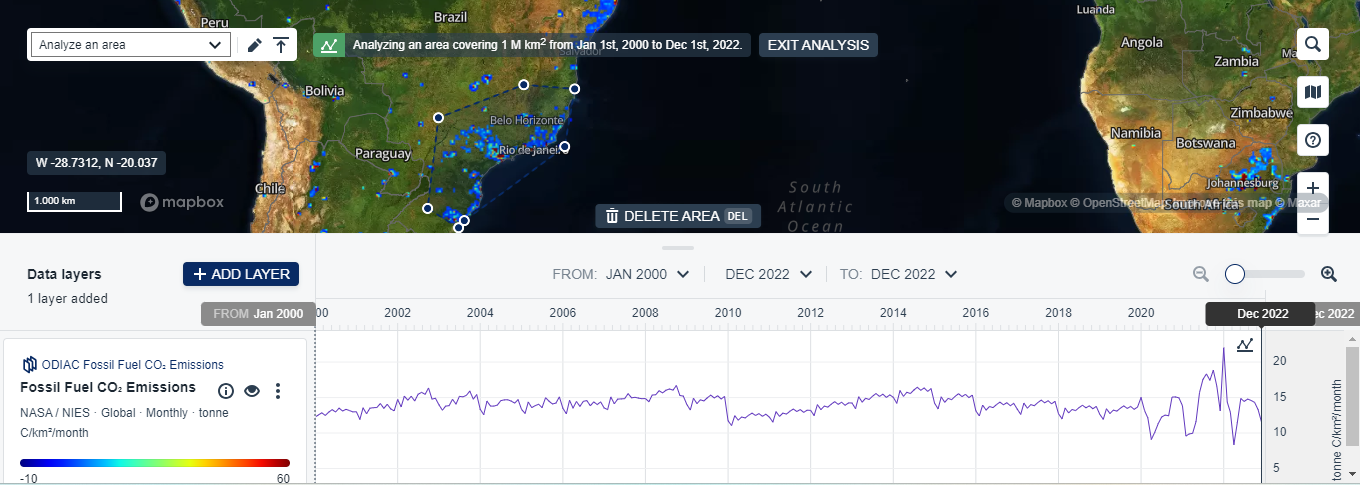 Peru
Brazil
Luanda
Analyze an area
Analyzing an area covering 1 M km² from Jan 1st, 2000 to Dec 1st, 2022.
EXIT ANALYSIS
Salvador
Angola
Zambia
Bolivia
Belo Horizonte
Zimbabwe
Namibia
Botswana
Rio de Janeiro
Paraguay
W -28.7312, N -20.037
Chile
Johannesburg
1.000 km
mapbox
South
Atlantic
Ocean
DELETE AREA DEL
© Mapbox © OpenStreetMap Improve this map © Maxar
South Africa
Data layers
+ ADD LAYER
1 layer added
FROM: JAN 2000
DEC 2022
TO: DEC 2022
FROM Jan 2000
00 2002 2004 2006 2008 2010 2012 2014 2016 2018 2020
Dec 2022
ec 2022
ODIAC Fossil Fuel CO₂ Emissions
Fossil Fuel CO₂ Emissions
NASA / NIES · Global · Monthly · tonne
C/km²/month
-10 60
20
15
10
5
tonne C/km²/month